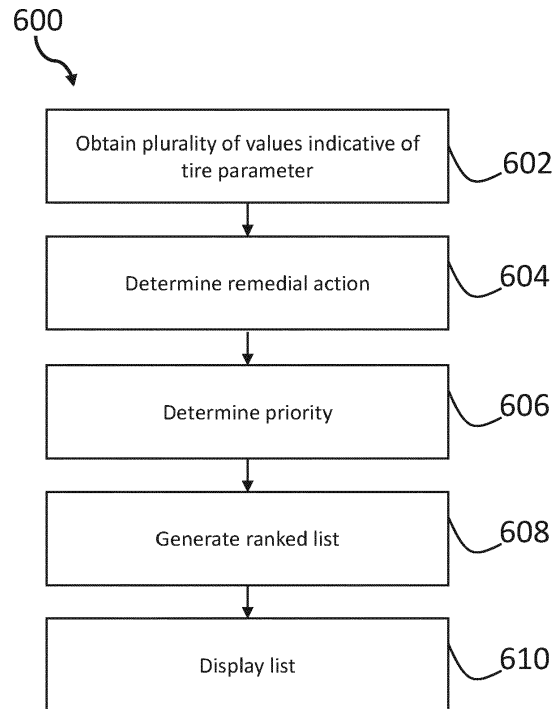 600
Obtain plurality of values indicative of
tire parameter
602
Determine remedial action
604
Determine priority
606
Generate ranked list
608
Display list
610